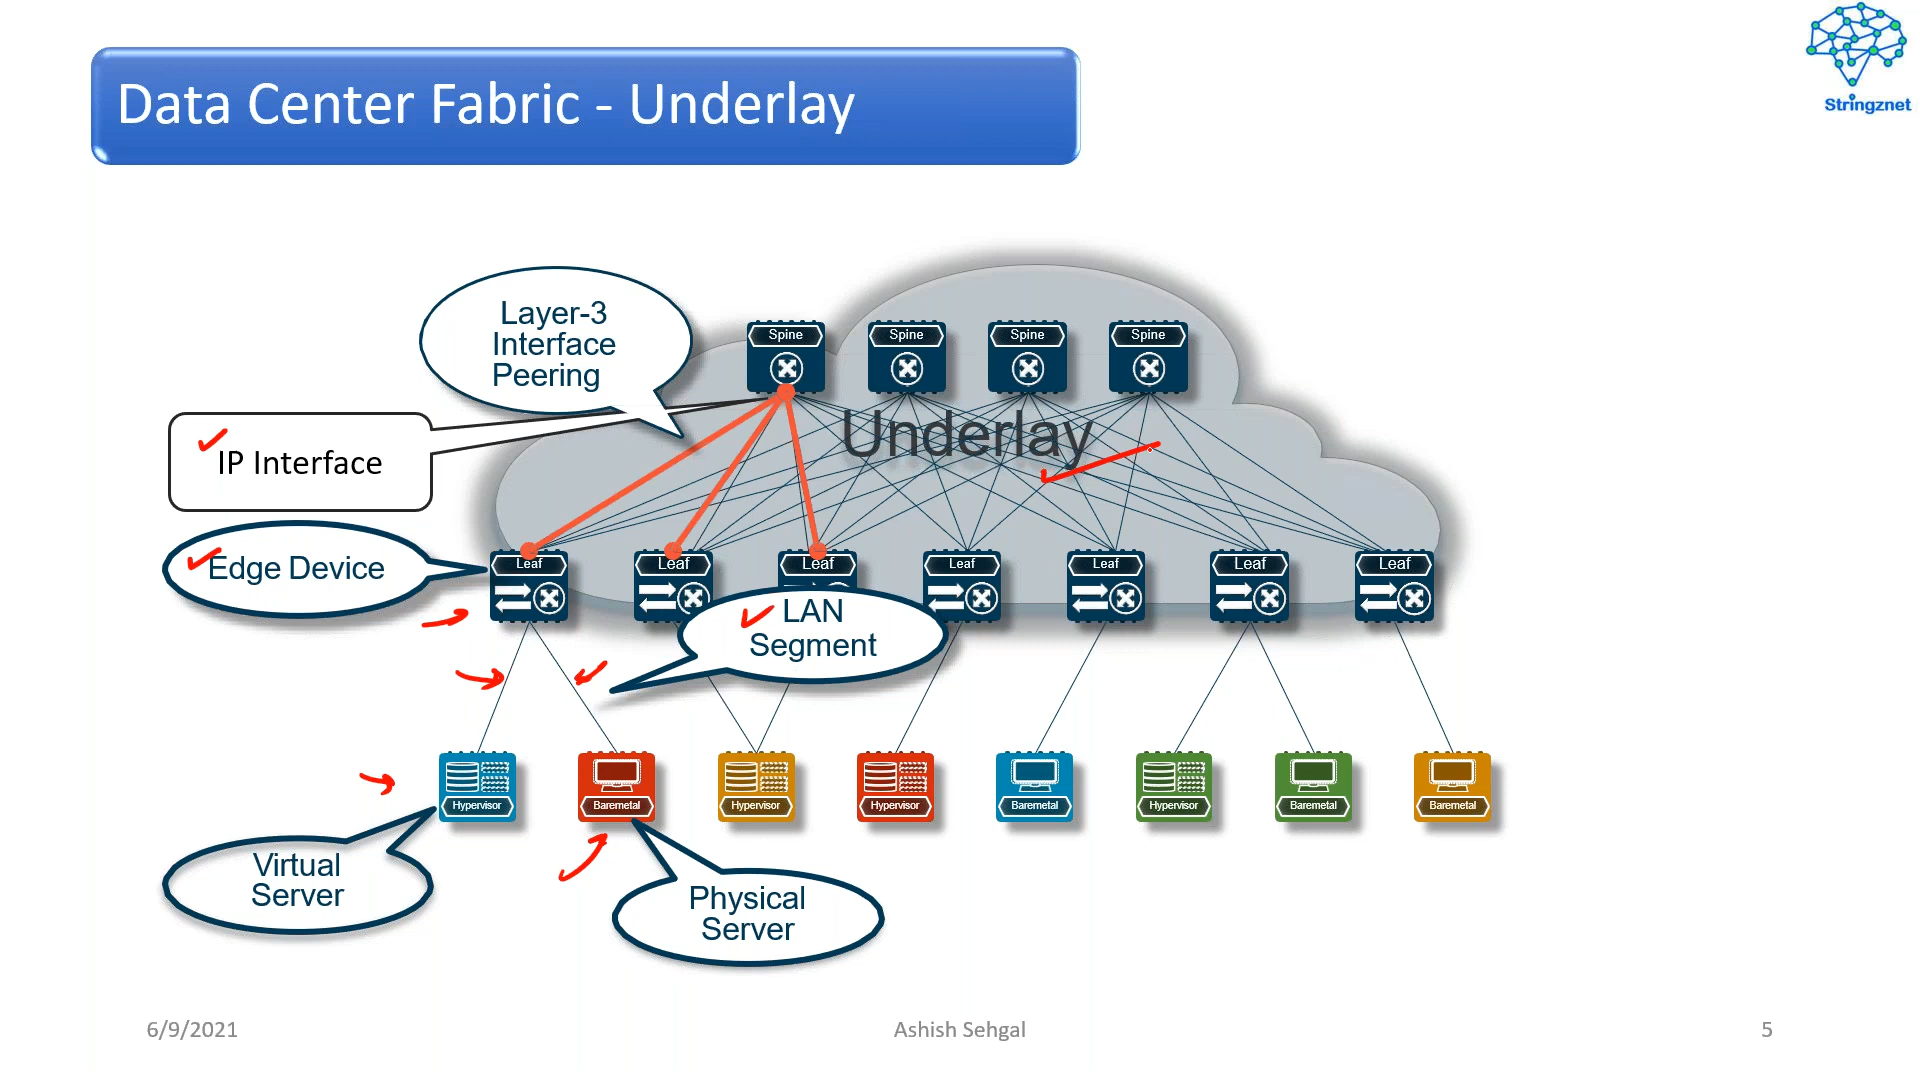 Stringznet
Data Center Fabric - Underlay
Layer-3
Interface
Peering
Spine
Spine
Spine
Spine
Underlay
IP Interface
Edge Device
Leaf
Leaf
Leaf
Leaf
Leaf
Leaf
Leaf
LAN
Segment
Hypervisor
Baremetal
Hypervisor
Hypervisor
Baremetal
Hypervisor
Baremetal
Baremetal
Virtual
Server
Physical
Server
6/9/2021
Ashish Sehgal
5